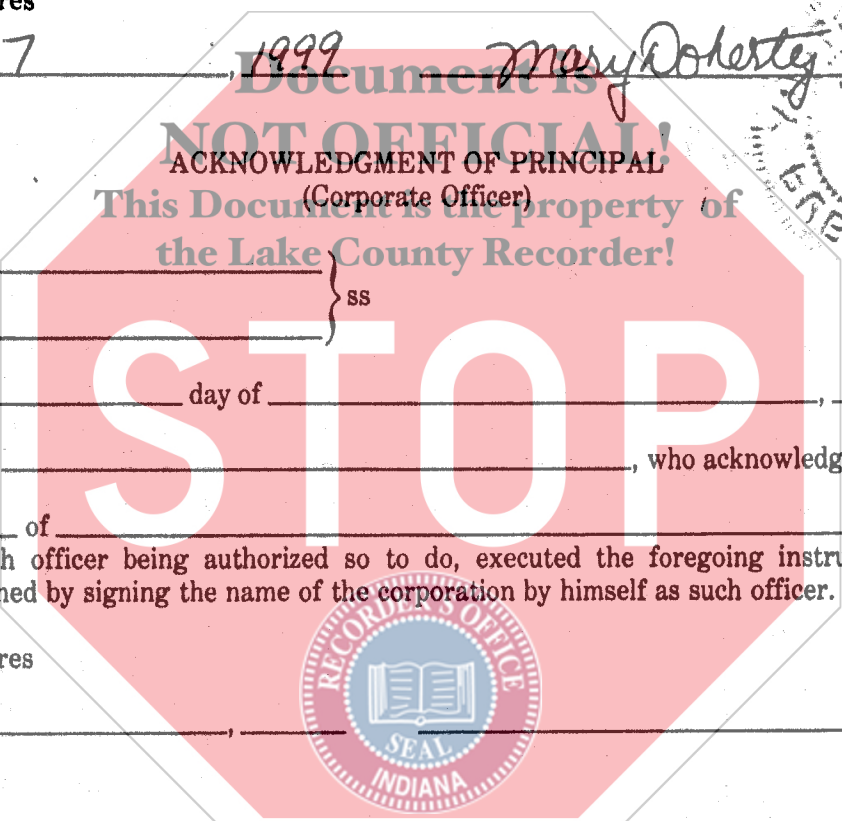 res
7, 1999 Mary Doherty
Document is
NOT OFFICIAL!
ACKNOWLEDGMENT OF PRINCIPAL
(Corporate Officer)
This Document is the property of
the Lake County Recorder!
ss
STOP
day of ,
, who acknowledg
of
h officer being authorized so to do, executed the foregoing instru
ned by signing the name of the corporation by himself as such officer.
res
,
RECORDER'S OFFICE
SEAL
INDIANA